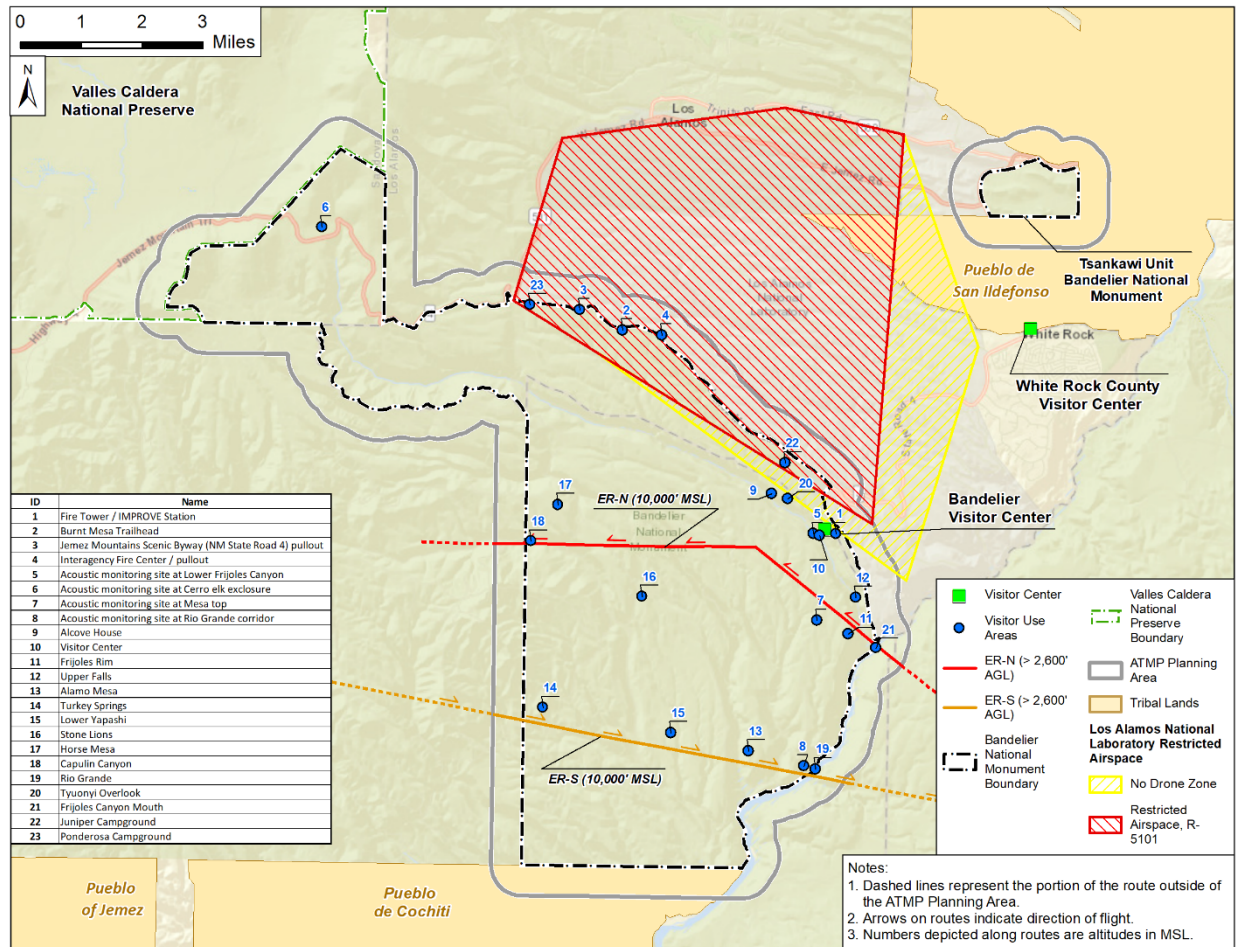 0 1 2 3
Miles
N
Valles Caldera
National Preserve
Los
Alamos
Trinity
W Jemez Rd
E Jemez Rd
Sandoval
Los Alamos
Jemez Mountain Trl
6
23
3
2
4
Los Alamos
National
Laboratory
Pueblo de
San Ildefonso
Tsankawi Unit
Bandelier National
Monument
White Rock
White Rock County
Visitor Center
22
9
20
5
1
10
Bandelier
Visitor Center
17
ER-N (10,000' MSL)
Bandelier
National
Monument
18
16
12
7
11
21
14
15
13
8
19
ER-S (10,000' MSL)
Pueblo
of Jemez
Pueblo
de Cochiti
ID Name
1 Fire Tower / IMPROVE Station
2 Burnt Mesa Trailhead
3 Jemez Mountains Scenic Byway (NM State Road 4) pullout
4 Interagency Fire Center / pullout
5 Acoustic monitoring site at Lower Frijoles Canyon
6 Acoustic monitoring site at Cerro elk exclosure
7 Acoustic monitoring site at Mesa top
8 Acoustic monitoring site at Rio Grande corridor
9 Alcove House
10 Visitor Center
11 Frijoles Rim
12 Upper Falls
13 Alamo Mesa
14 Turkey Springs
15 Lower Yapashi
16 Stone Lions
17 Horse Mesa
18 Capulin Canyon
19 Rio Grande
20 Tyuonyi Overlook
21 Frijoles Canyon Mouth
22 Juniper Campground
23 Ponderosa Campground
Visitor Center
Visitor Use
Areas
ER-N (> 2,600'
AGL)
ER-S (> 2,600'
AGL)
Bandelier
National
Monument
Boundary
Valles Caldera
National
Preserve
Boundary
ATMP Planning
Area
Tribal Lands
Los Alamos National
Laboratory Restricted
Airspace
No Drone Zone
Restricted
Airspace, R-
5101
Notes:
1. Dashed lines represent the portion of the route outside of
the ATMP Planning Area.
2. Arrows on routes indicate direction of flight.
3. Numbers depicted along routes are altitudes in MSL.